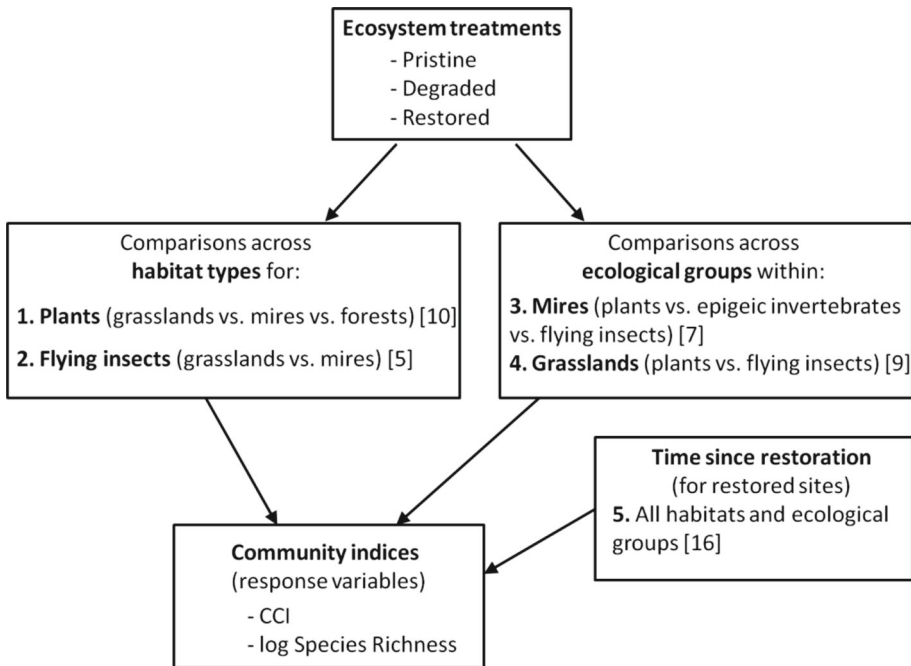 Ecosystem treatments
- Pristine
- Degraded
- Restored
Comparisons across
habitat types for:
1. Plants (grasslands vs. mires vs. forests) [10]
2. Flying insects (grasslands vs. mires) [5]
Comparisons across
ecological groups within:
3. Mires (plants vs. epigeic invertebrates
vs. flying insects) [7]
4. Grasslands (plants vs. flying insects) [9]
Time since restoration
(for restored sites)
5. All habitats and ecological
groups [16]
Community indices
(response variables)
- CCI
- log Species Richness